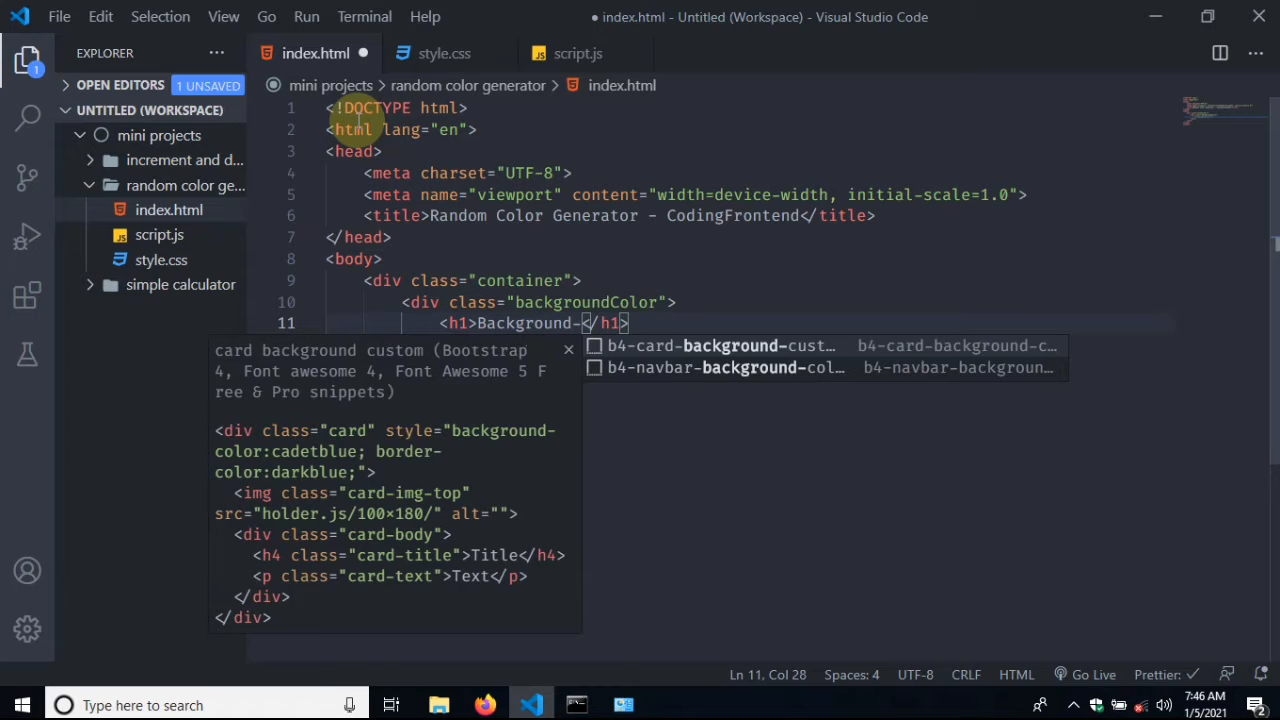 File Edit Selection View Go Run Terminal Help ● index.html - Untitled (Workspace) - Visual Studio Code
EXPLORER ···
index.html ● style.css JS script.js ···
1
OPEN EDITORS 1 UNSAVED
mini projects › random color generator › index.html
UNTITLED (WORKSPACE)
mini projects
increment and d...
random color ge...
index.html
JS script.js
style.css
simple calculator
1 <!DOCTYPE html>
2 <html lang="en">
3 <head>
4 <meta charset="UTF-8">
5 <meta name="viewport" content="width=device-width, initial-scale=1.0">
6 <title>Random Color Generator - CodingFrontend</title>
7 </head>
8 <body>
9 <div class="container">
10 <div class="backgroundColor">
11 <h1>Background-</h1>
b4-card-background-cust... b4-card-background-c...
b4-navbar-background-col... b4-navbar-backgroun...
card background custom (Bootstrap ×
4, Font awesome 4, Font Awesome 5 F
ree & Pro snippets)
<div class="card" style="background-
color:cadetblue; border-
color:darkblue;">
<img class="card-img-top"
src="holder.js/100×180/" alt="">
<div class="card-body">
<h4 class="card-title">Title</h4>
<p class="card-text">Text</p>
</div>
</div>
Ln 11, Col 28 Spaces: 4 UTF-8 CRLF HTML Go Live Prettier: ✓
Type here to search
7:46 AM
1/5/2021
2